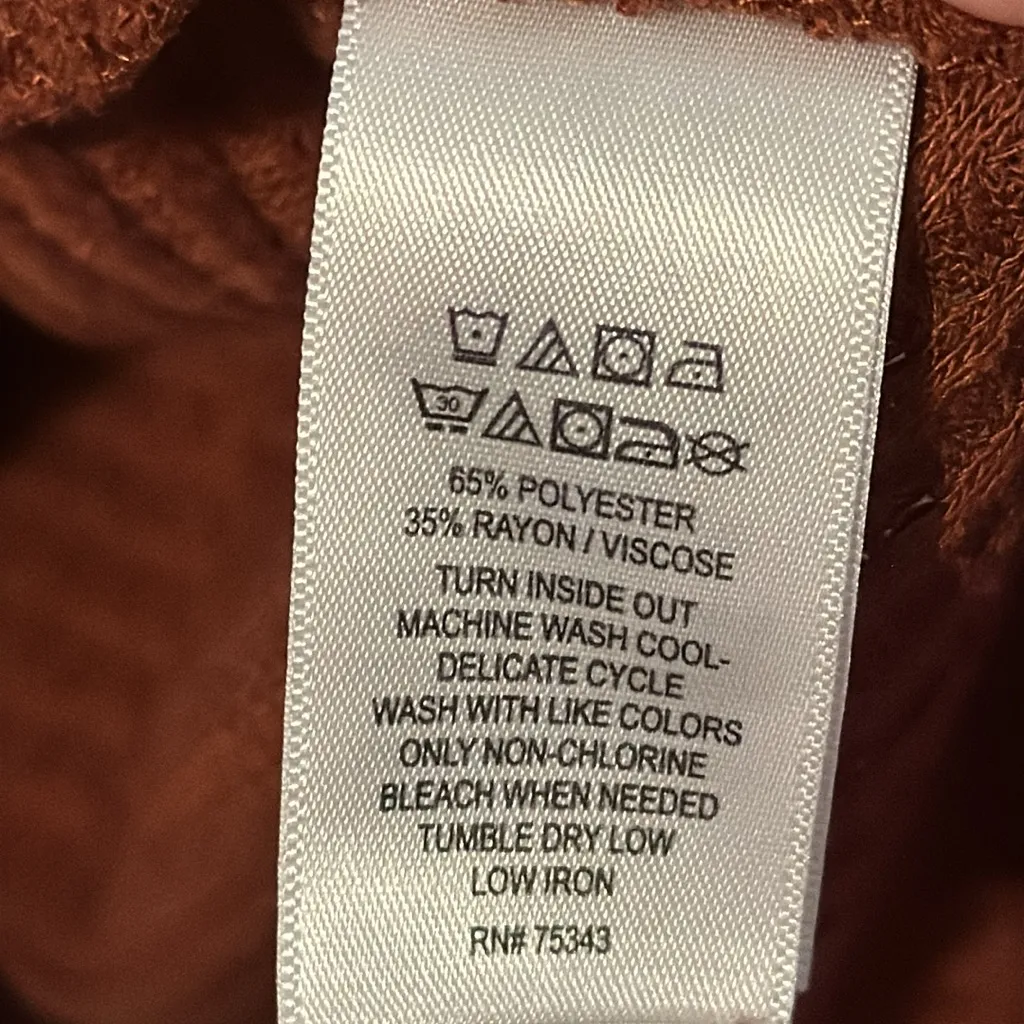 30
65% POLYESTER
35% RAYON / VISCOSE
TURN INSIDE OUT
MACHINE WASH COOL-
DELICATE CYCLE
WASH WITH LIKE COLORS
ONLY NON-CHLORINE
BLEACH WHEN NEEDED
TUMBLE DRY LOW
LOW IRON
RN# 75343